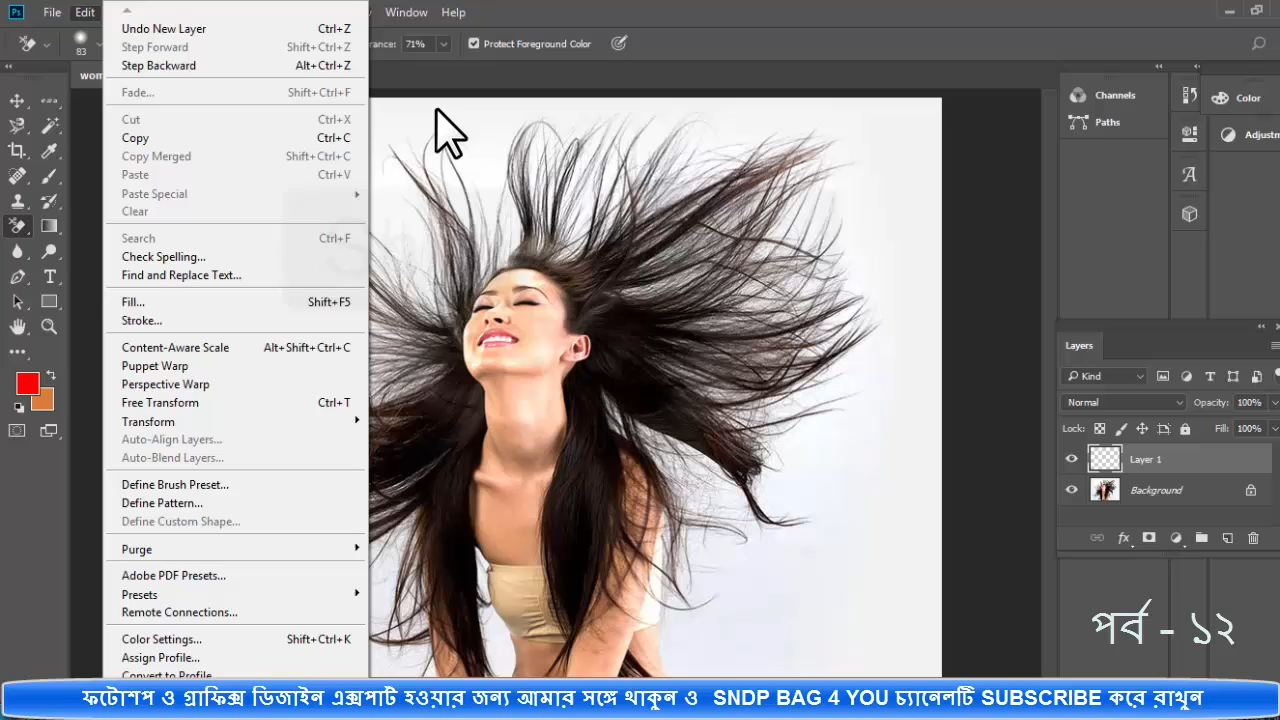 Ps File Edit Window Help
83 rance: 71% Protect Foreground Color
wom
Undo New Layer Ctrl+Z
Step Forward Shift+Ctrl+Z
Step Backward Alt+Ctrl+Z
Fade... Shift+Ctrl+F
Cut Ctrl+X
Copy Ctrl+C
Copy Merged Shift+Ctrl+C
Paste Ctrl+V
Paste Special
Clear
Search Ctrl+F
Check Spelling...
Find and Replace Text...
Fill... Shift+F5
Stroke...
Content-Aware Scale Alt+Shift+Ctrl+C
Puppet Warp
Perspective Warp
Free Transform Ctrl+T
Transform
Auto-Align Layers...
Auto-Blend Layers...
Define Brush Preset...
Define Pattern...
Define Custom Shape...
Purge
Adobe PDF Presets...
Presets
Remote Connections...
Color Settings... Shift+Ctrl+K
Assign Profile...
Convert to Profile
Channels
Paths
Color
Adjustm
Layers
Kind
Normal Opacity: 100%
Lock: Fill: 100%
Layer 1
Background
fx
পর্ব - ১২
ফটোশপ ও গ্রাফিক্স ডিজাইন এক্সপার্ট হওয়ার জন্য আমার সঙ্গে থাকুন ও SNDP BAG 4 YOU চ্যানেলটি SUBSCRIBE করে রাখুন